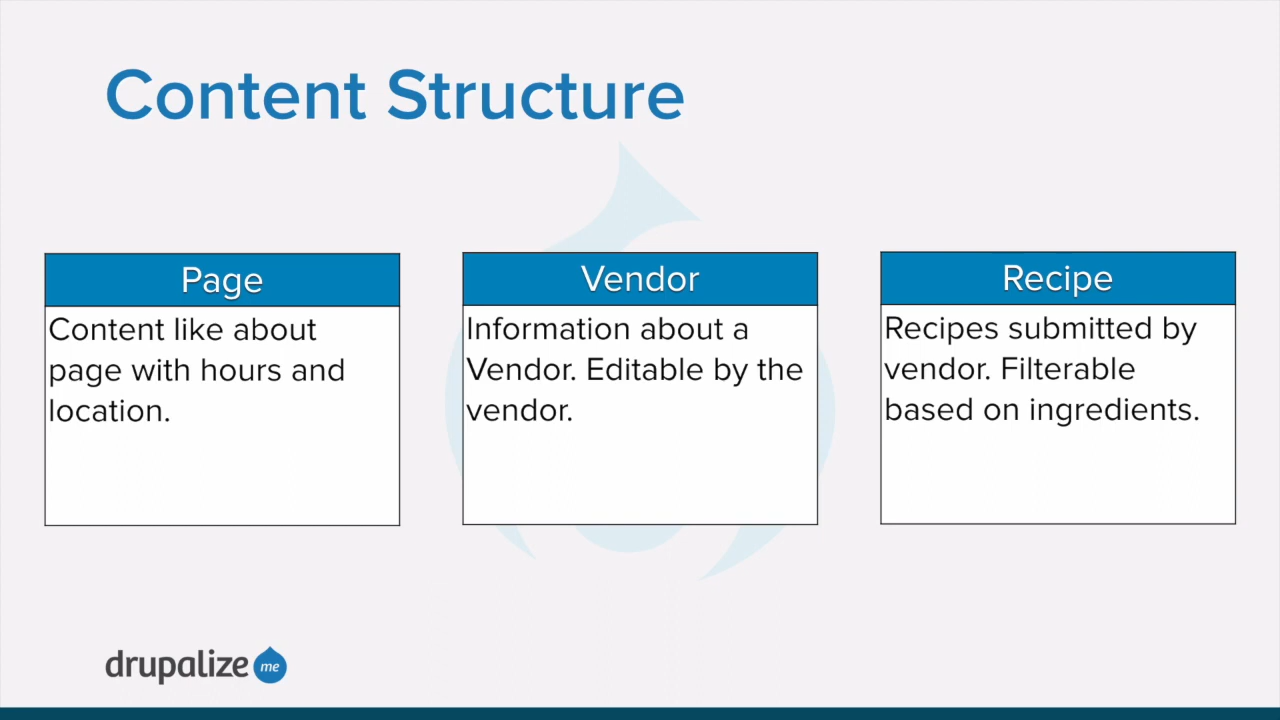 Content Structure
Page
Content like about
page with hours and
location.
Vendor
Information about a
Vendor. Editable by the
vendor.
Recipe
Recipes submitted by
vendor. Filterable
based on ingredients.
drupalize me